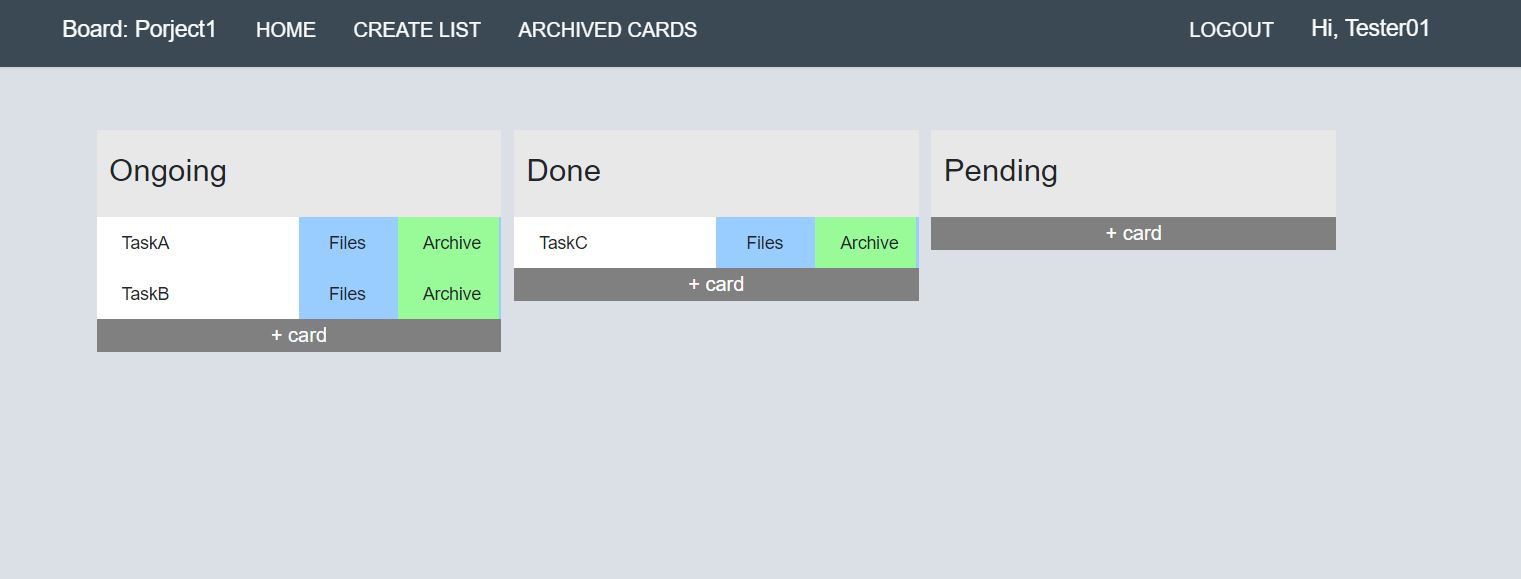 Board: Porject1 HOME CREATE LIST ARCHIVED CARDS LOGOUT Hi, Tester01
Ongoing
TaskA Files Archive
TaskB Files Archive
+ card
Done
TaskC Files Archive
+ card
Pending
+ card